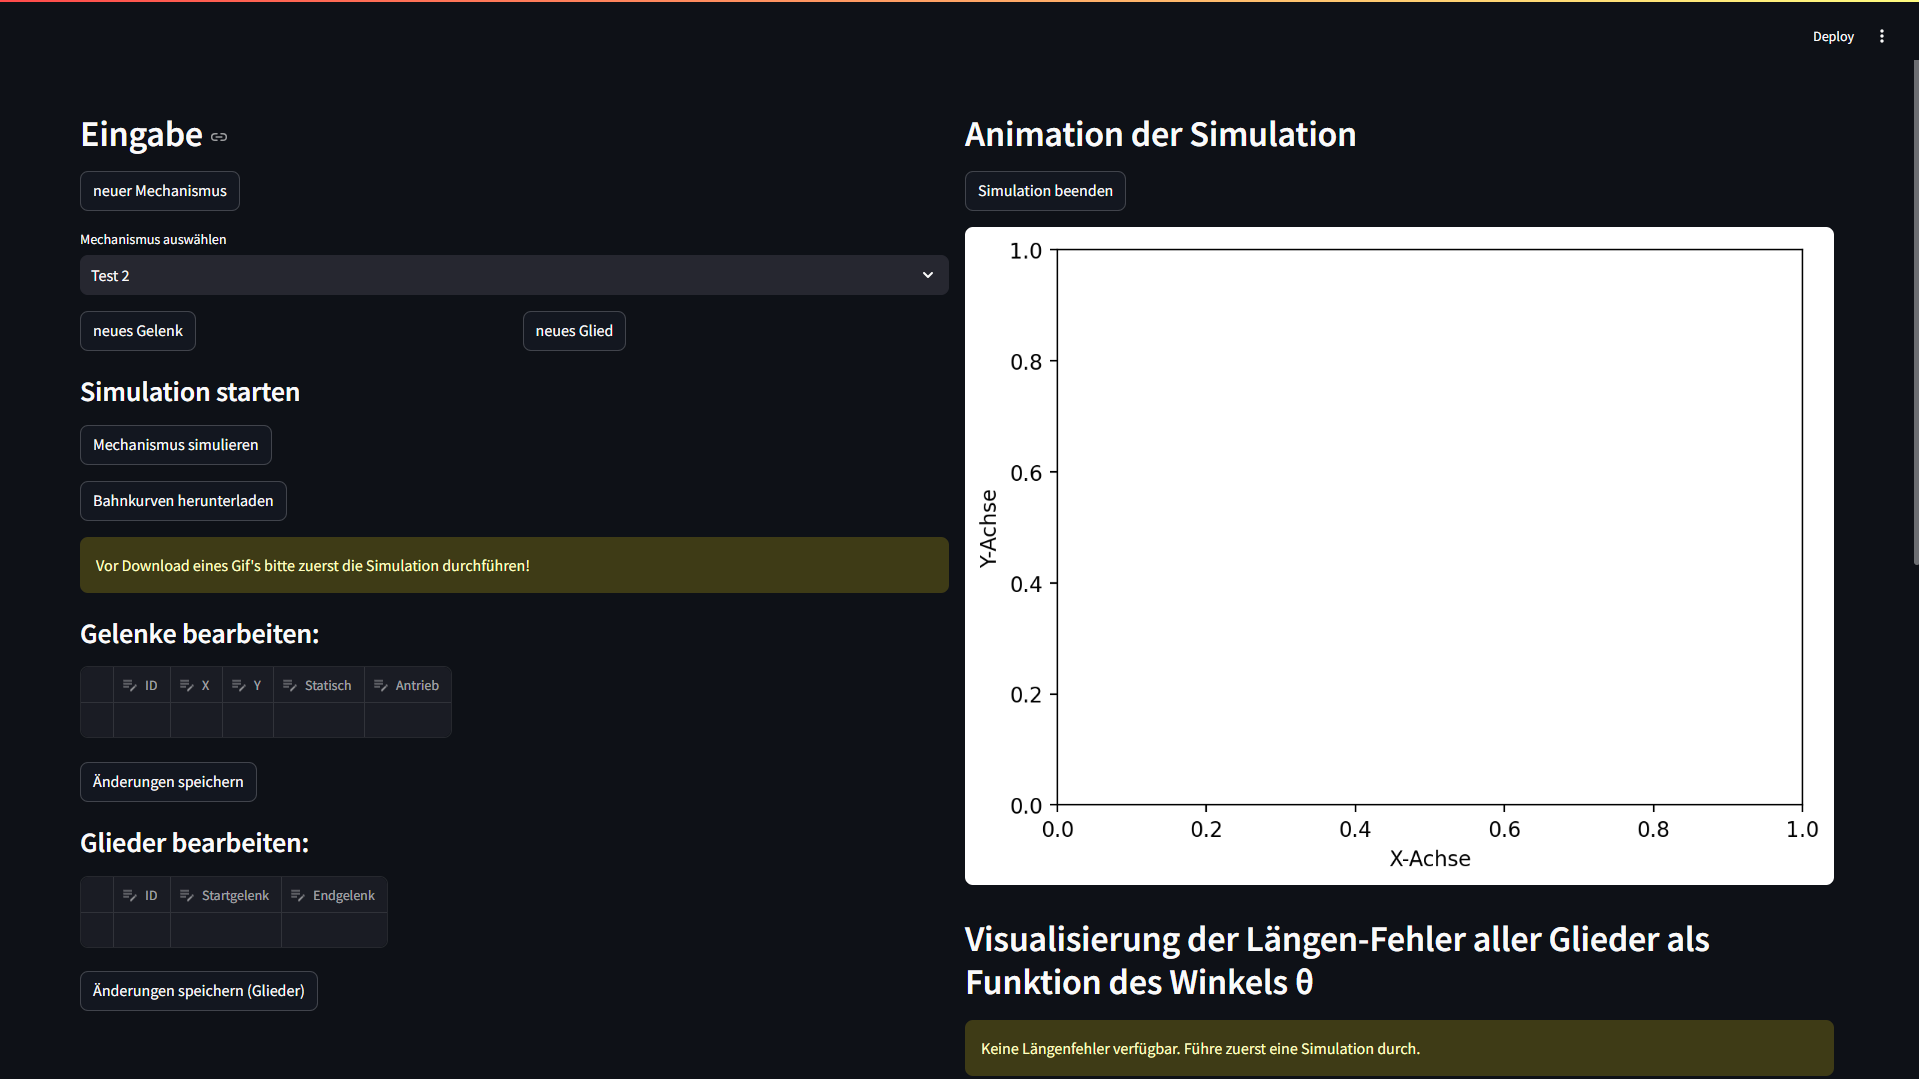 Deploy
Eingabe
neuer Mechanismus
Mechanismus auswählen
Test 2
neues Gelenk
neues Glied
Simulation starten
Mechanismus simulieren
Bahnkurven herunterladen
Vor Download eines Gif's bitte zuerst die Simulation durchführen!
Gelenke bearbeiten:
ID X Y Statisch Antrieb
Änderungen speichern
Glieder bearbeiten:
ID Startgelenk Endgelenk
Änderungen speichern (Glieder)
Animation der Simulation
Simulation beenden
1.0
0.8
0.6
0.4
0.2
0.0
Y-Achse
0.0 0.2 0.4 0.6 0.8 1.0
X-Achse
Visualisierung der Längen-Fehler aller Glieder als
Funktion des Winkels θ
Keine Längenfehler verfügbar. Führe zuerst eine Simulation durch.